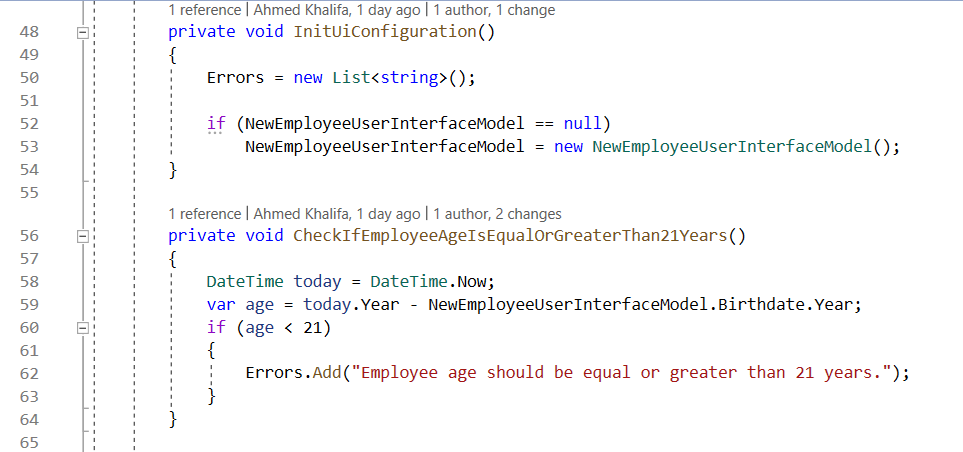 1 reference | Ahmed Khalifa, 1 day ago | 1 author, 1 change
48 private void InitUiConfiguration()
49 {
50 Errors = new List<string>();
51
52 if (NewEmployeeUserInterfaceModel == null)
53 NewEmployeeUserInterfaceModel = new NewEmployeeUserInterfaceModel();
54 }
55
1 reference | Ahmed Khalifa, 1 day ago | 1 author, 2 changes
56 private void CheckIfEmployeeAgeIsEqualOrGreaterThan21Years()
57 {
58 DateTime today = DateTime.Now;
59 var age = today.Year - NewEmployeeUserInterfaceModel.Birthdate.Year;
60 if (age < 21)
61 {
62 Errors.Add("Employee age should be equal or greater than 21 years.");
63 }
64 }
65